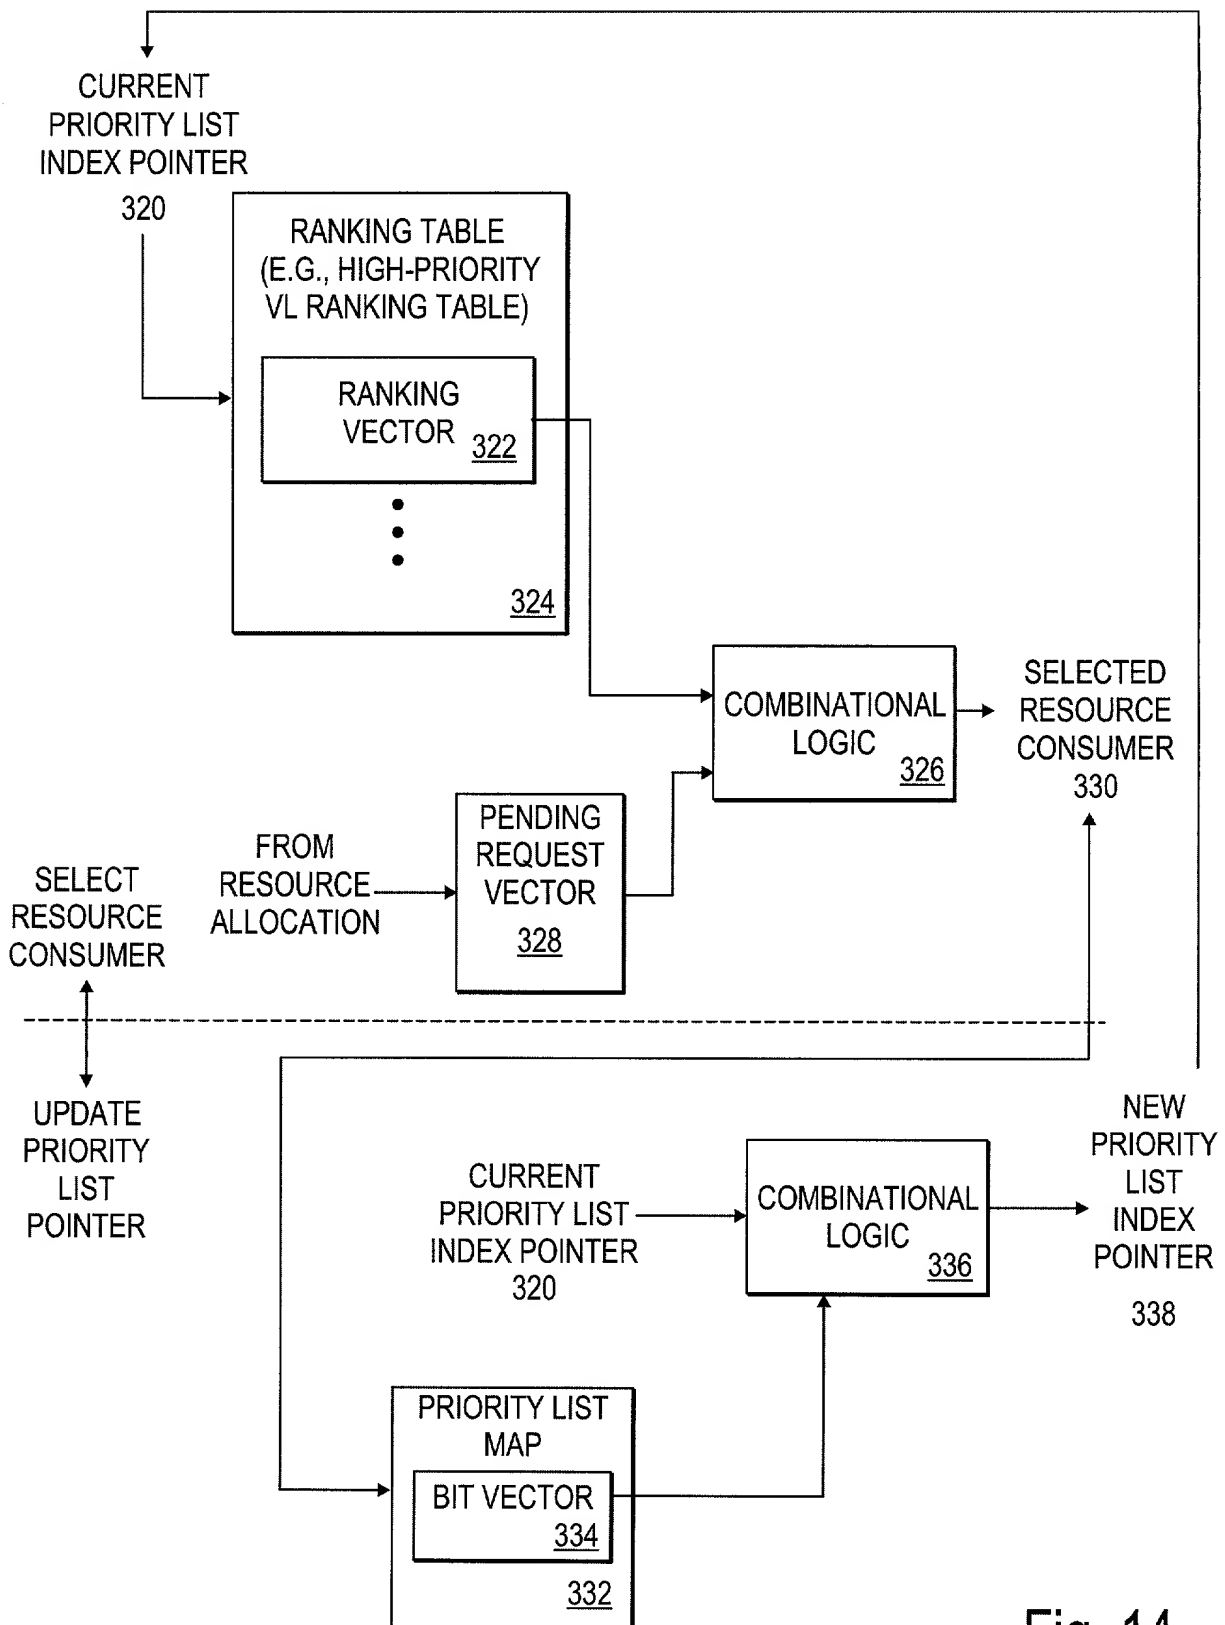 CURRENT
PRIORITY LIST
INDEX POINTER
320
RANKING TABLE
(E.G., HIGH-PRIORITY
VL RANKING TABLE)
RANKING
VECTOR
322
324
COMBINATIONAL
LOGIC
326
SELECTED
RESOURCE
CONSUMER
330
PENDING
REQUEST
VECTOR
328
FROM
RESOURCE
ALLOCATION
SELECT
RESOURCE
CONSUMER
UPDATE
PRIORITY
LIST
POINTER
CURRENT
PRIORITY LIST
INDEX POINTER
320
COMBINATIONAL
LOGIC
336
NEW
PRIORITY
LIST
INDEX
POINTER
338
PRIORITY LIST
MAP
BIT VECTOR
334
332
Fig. 14